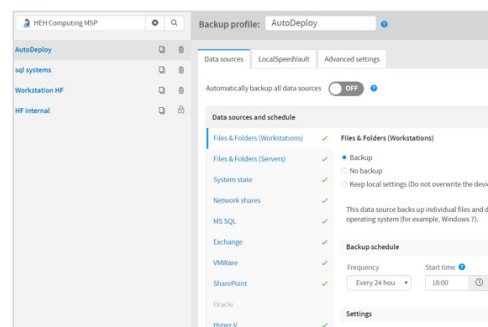 HEH Computing MSP
Backup profile: AutoDeploy
AutoDeploy
sql systems
Workstation HF
HF internal
Data sources
LocalSpeedVault
Advanced settings
Automatically backup all data sources OFF
Data sources and schedule
Files & Folders (Workstations)
Files & Folders (Servers)
System state
Network shares
MS SQL
Exchange
VMWare
SharePoint
Oracle
Hyper-V
Files & Folders (Workstations)
Backup
No backup
Keep local settings (Do not overwrite the devi
This data source backs up individual files and d
operating system (for example, Windows 7).
Backup schedule
Frequency
Start time
Every 24 hou
18:00
Settings